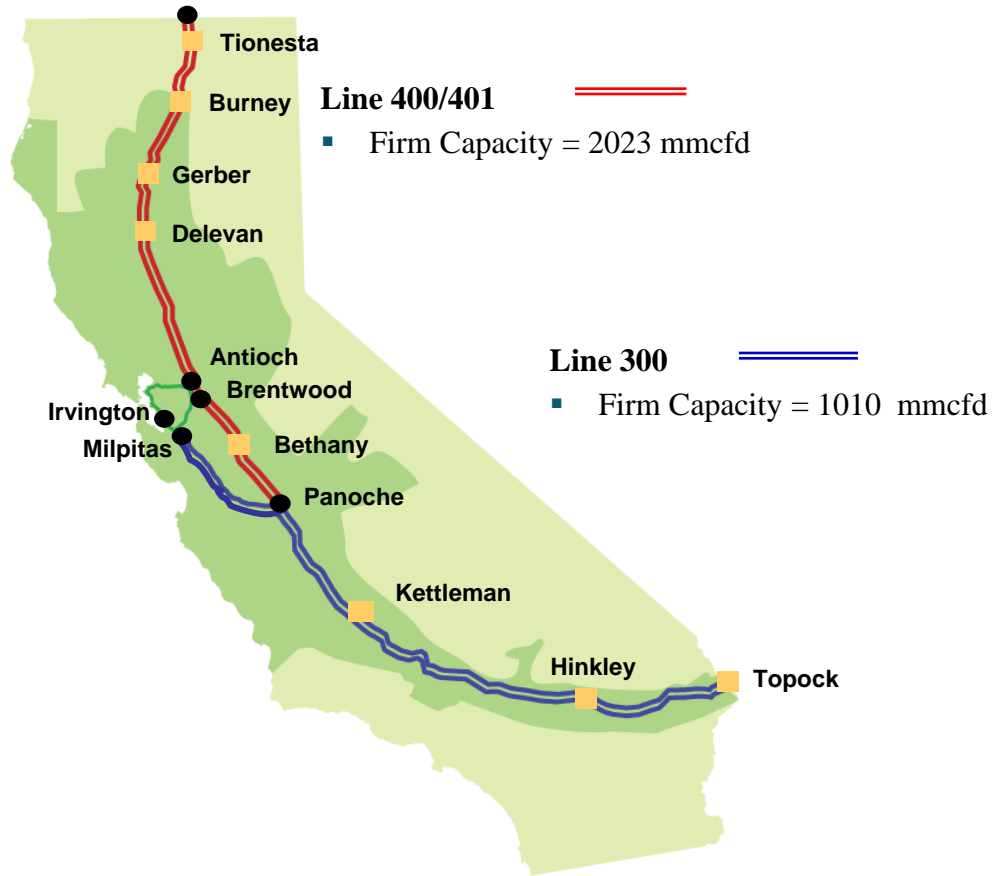 Tionesta
Burney
Line 400/401
▪ Firm Capacity = 2023 mmcfd
Gerber
Delevan
Antioch
Brentwood
Irvington
Milpitas
Bethany
Panoche
Line 300
▪ Firm Capacity = 1010 mmcfd
Kettleman
Hinkley
Topock